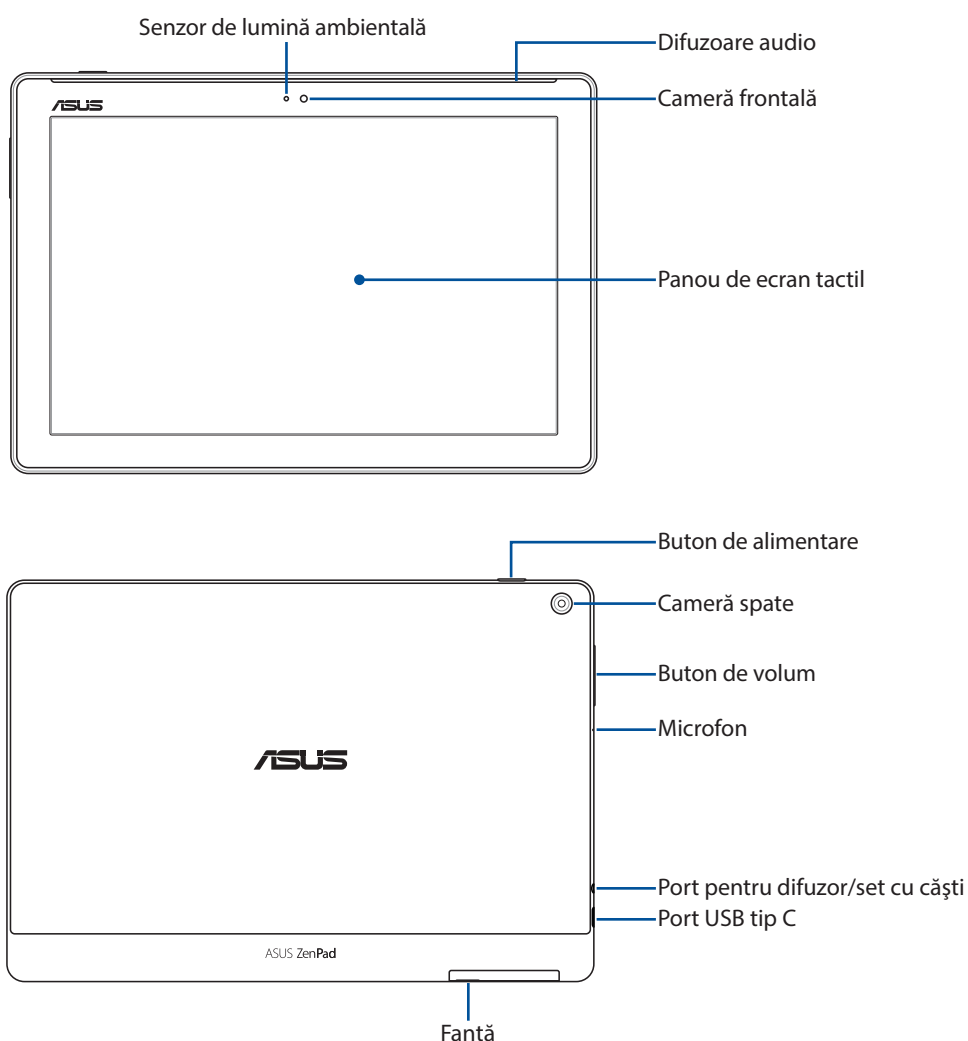 Senzor de lumină ambientală
Difuzoare audio
Cameră frontală
ASUS
Panou de ecran tactil
Buton de alimentare
Cameră spate
Buton de volum
Microfon
ASUS
Port pentru difuzor/set cu căşti
Port USB tip C
ASUS ZenPad
Fantă